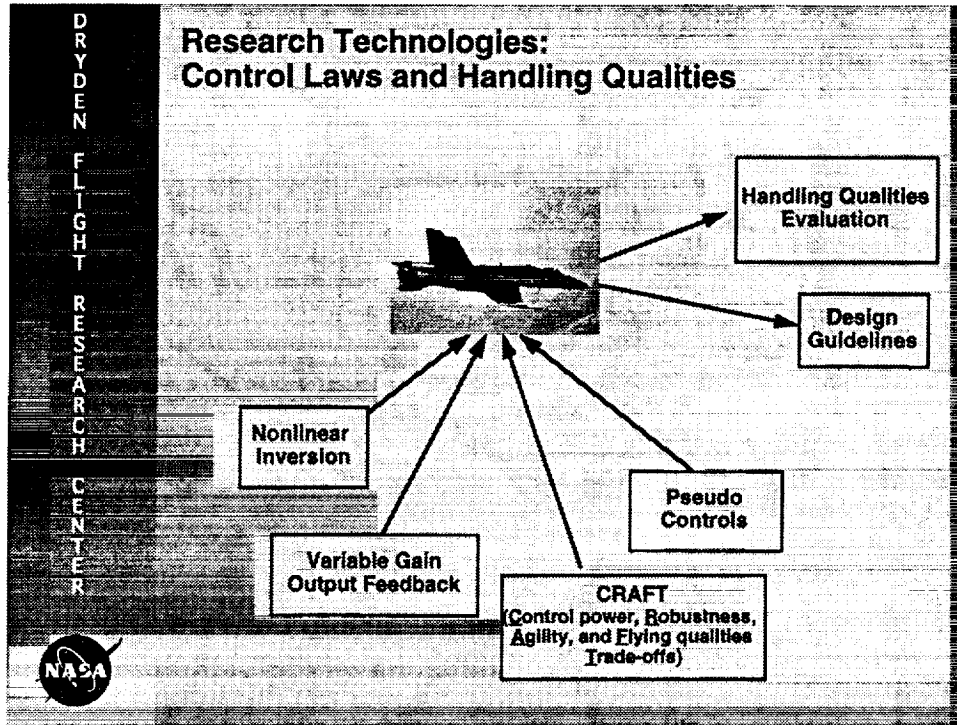 DRYDEN FLIGHT RESEARCH CENTER
Research Technologies:
Control Laws and Handling Qualities
Handling Qualities
Evaluation
Design
Guidelines
Nonlinear
Inversion
Pseudo
Controls
Variable Gain
Output Feedback
CRAFT
(Control power, Robustness,
Agility, and Flying qualities
Trade-offs)
NASA